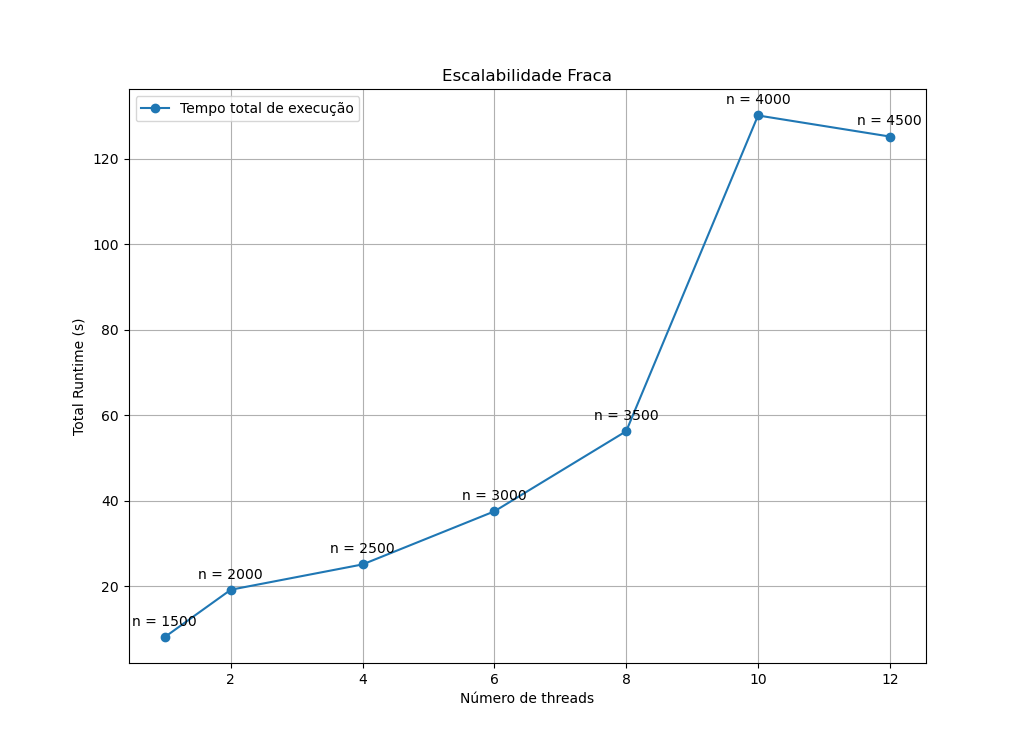 Escalabilidade Fraca
Tempo total de execução
n = 4000
n = 4500
n = 3500
n = 3000
n = 2500
n = 2000
n = 1500
120
100
80
60
40
20
Total Runtime (s)
2 4 6 8 10 12
Número de threads